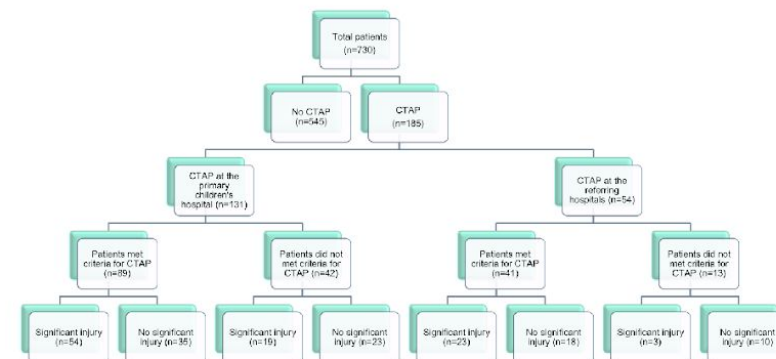 Total patients
(n=730)
No CTAP
(n=545)
CTAP
(n=185)
CTAP at the
primary
children's
hospital (n=131)
CTAP at the
referring
hospitals (n=54)
Patients met
criteria for CTAP
(n=89)
Patients did not
met criteria for
CTAP (n=42)
Patients met
criteria for CTAP
(n=41)
Patients did not
met criteria for
CTAP (n=13)
Significant injury
(n=54)
No significant
injury (n=35)
Significant injury
(n=19)
No significant
injury (n=23)
Significant injury
(n=23)
No significant
injury (n=18)
Significant injury
(n=3)
No significant
injury (n=10)